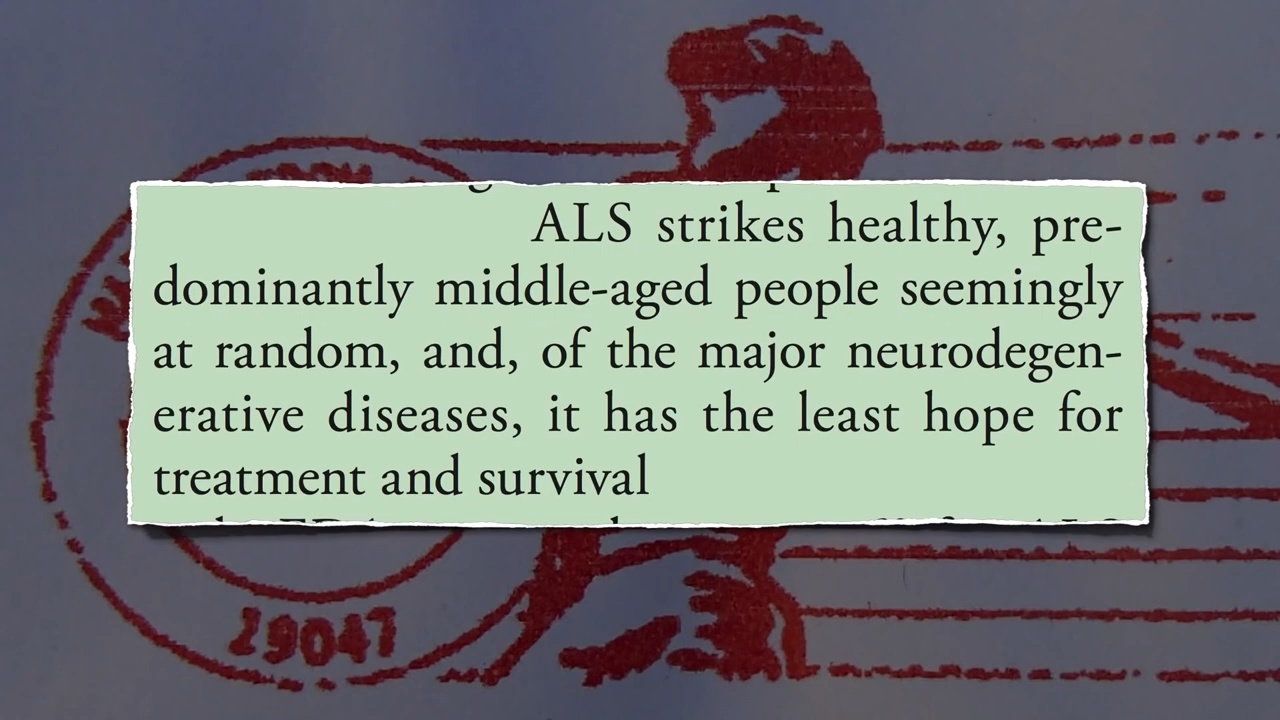 ALS strikes healthy, pre-
dominantly middle-aged people seemingly
at random, and, of the major neurodegen-
erative diseases, it has the least hope for
treatment and survival
29047